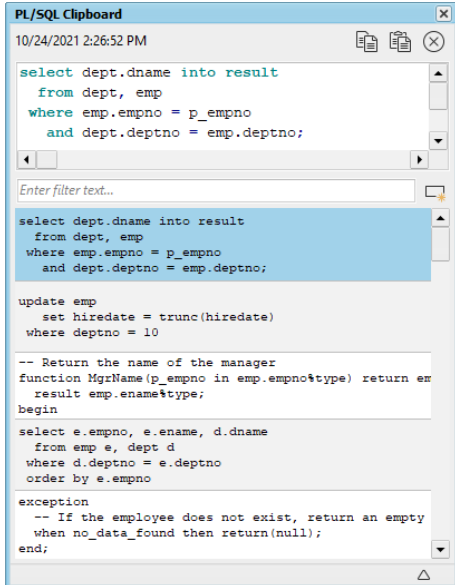 PL/SQL Clipboard
10/24/2021 2:26:52 PM
select dept.dname into result
  from dept, emp
 where emp.empno = p_empno
   and dept.deptno = emp.deptno;
Enter filter text...
select dept.dname into result
  from dept, emp
 where emp.empno = p_empno
   and dept.deptno = emp.deptno;
update emp
   set hiredate = trunc(hiredate)
 where deptno = 10
-- Return the name of the manager
function MgrName(p_empno in emp.empno%type) return em
  result emp.ename%type;
begin
select e.empno, e.ename, d.dname
  from emp e, dept d
 where d.deptno = e.deptno
 order by e.empno
exception
  -- If the employee does not exist, return an empty
  when no_data_found then return(null);
end;